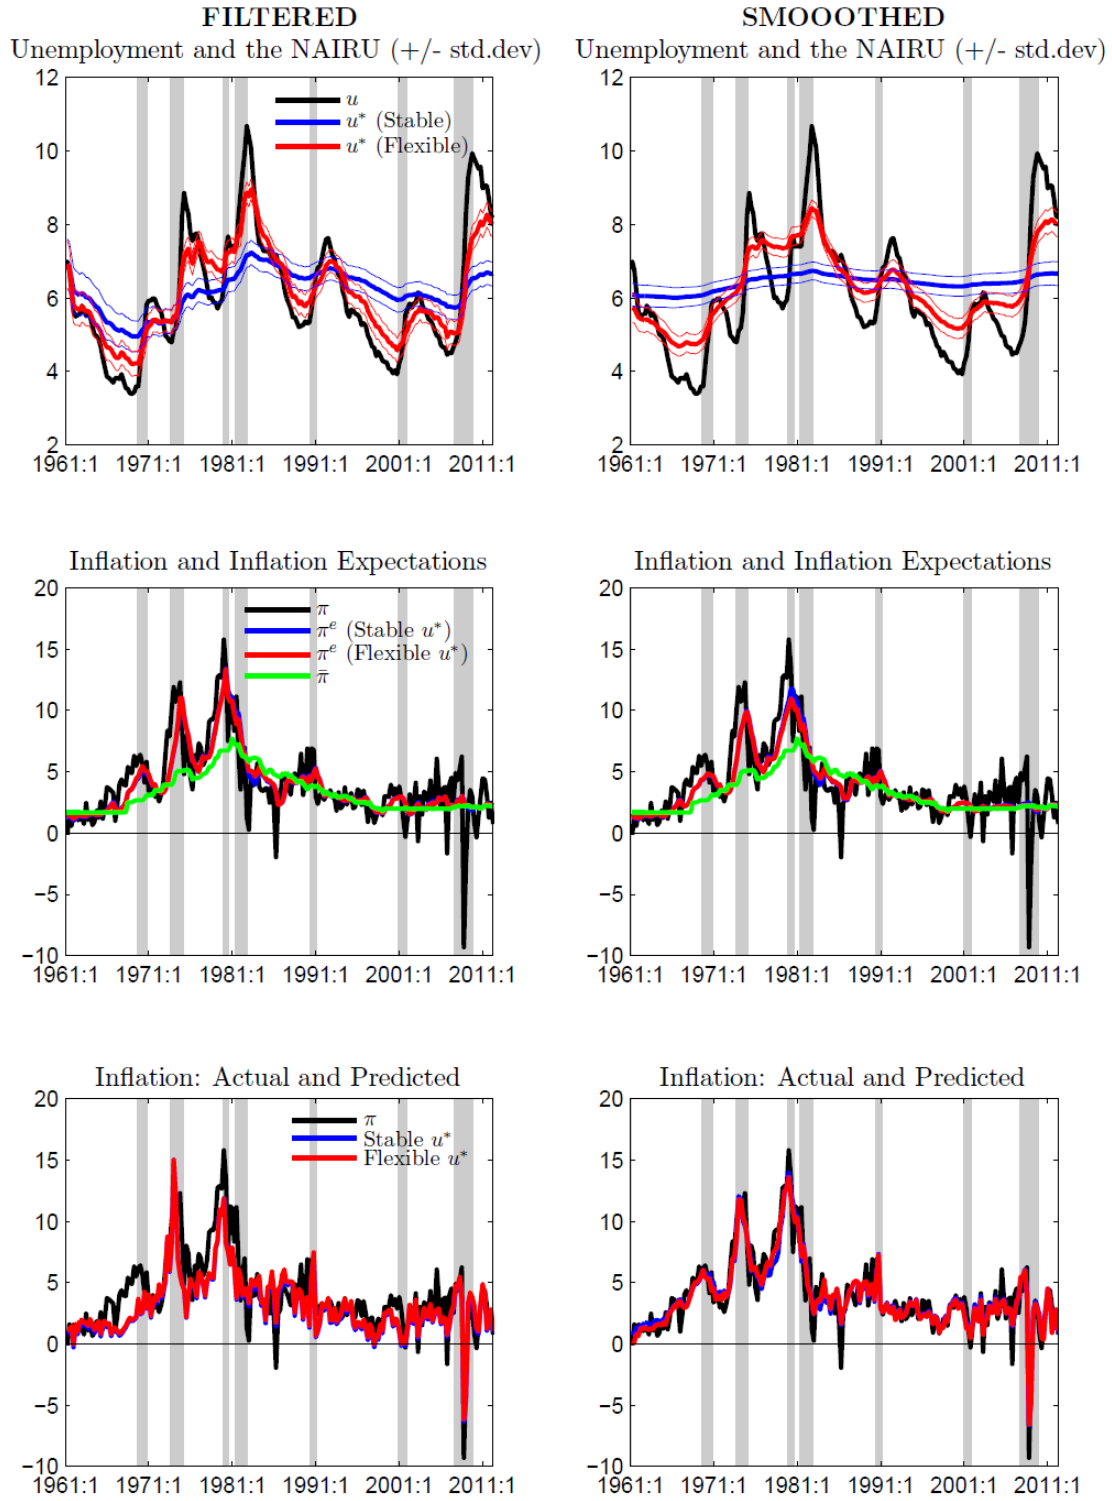 FILTERED
Unemployment and the NAIRU (+/- std.dev)
12
10
8
6
4
2
u
u* (Stable)
u* (Flexible)
1961:1 1971:1 1981:1 1991:1 2001:1 2011:1
SMOOOTHED
Unemployment and the NAIRU (+/- std.dev)
12
10
8
6
4
2
1961:1 1971:1 1981:1 1991:1 2001:1 2011:1
Inflation and Inflation Expectations
20
15
10
5
0
−5
−10
π
πᵉ (Stable u*)
πᵉ (Flexible u*)
π̄
1961:1 1971:1 1981:1 1991:1 2001:1 2011:1
Inflation and Inflation Expectations
20
15
10
5
0
−5
−10
1961:1 1971:1 1981:1 1991:1 2001:1 2011:1
Inflation: Actual and Predicted
20
15
10
5
0
−5
−10
π
Stable u*
Flexible u*
1961:1 1971:1 1981:1 1991:1 2001:1 2011:1
Inflation: Actual and Predicted
20
15
10
5
0
−5
−10
1961:1 1971:1 1981:1 1991:1 2001:1 2011:1